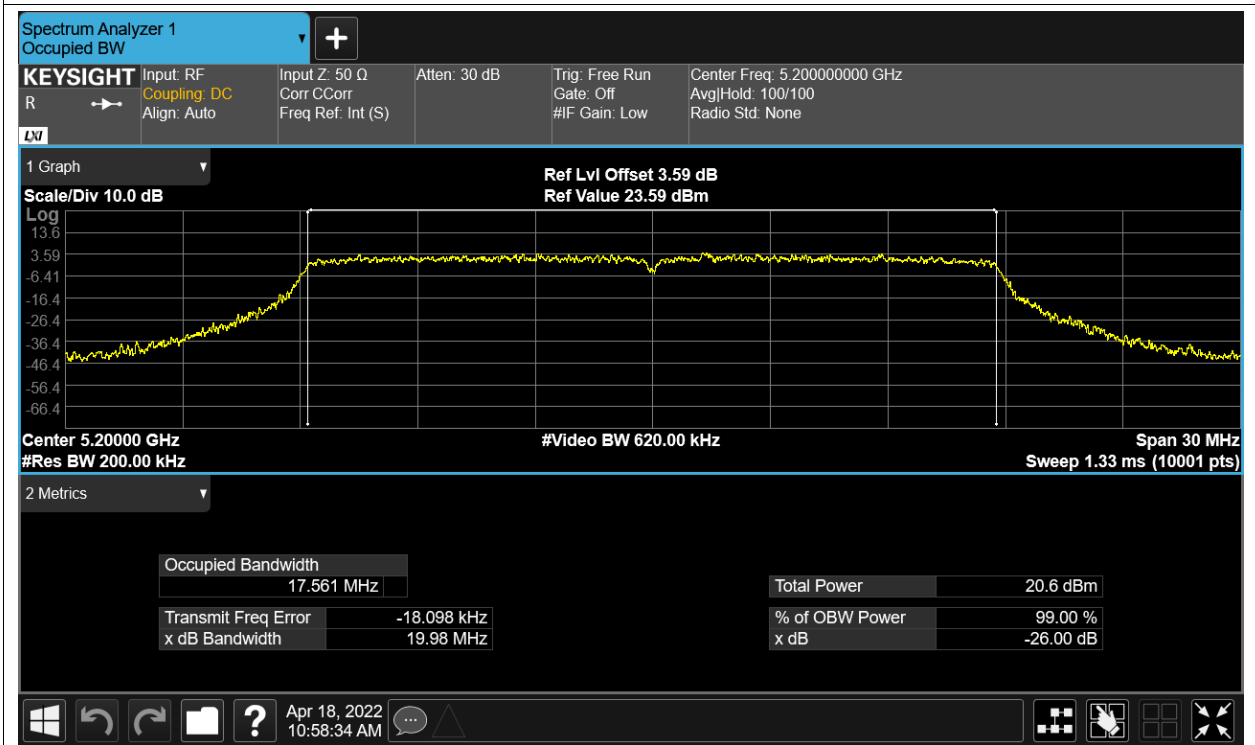 Spectrum Analyzer 1
Occupied BW
KEYSIGHT
R
LXI
Input: RF
Coupling: DC
Align: Auto
Input Z: 50 Ω
Corr CCorr
Freq Ref: Int (S)
Atten: 30 dB
Trig: Free Run
Gate: Off
#IF Gain: Low
Center Freq: 5.200000000 GHz
Avg|Hold: 100/100
Radio Std: None
1 Graph
Ref Lvl Offset 3.59 dB
Scale/Div 10.0 dB
Ref Value 23.59 dBm
Log
13.6
3.59
-6.41
-16.4
-26.4
-36.4
-46.4
-56.4
-66.4
Center 5.20000 GHz
#Video BW 620.00 kHz
Span 30 MHz
#Res BW 200.00 kHz
Sweep 1.33 ms (10001 pts)
2 Metrics
Occupied Bandwidth
17.561 MHz
Total Power 20.6 dBm
Transmit Freq Error -18.098 kHz
% of OBW Power 99.00 %
x dB Bandwidth 19.98 MHz
x dB -26.00 dB
?
Apr 18, 2022
10:58:34 AM